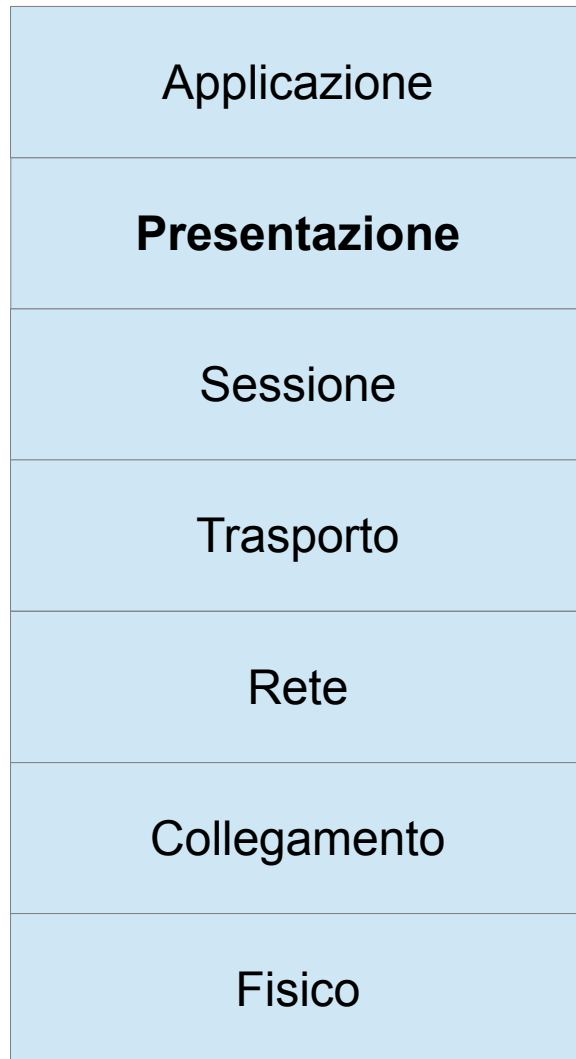 Applicazione
Presentazione
Sessione
Trasporto
Rete
Collegamento
Fisico